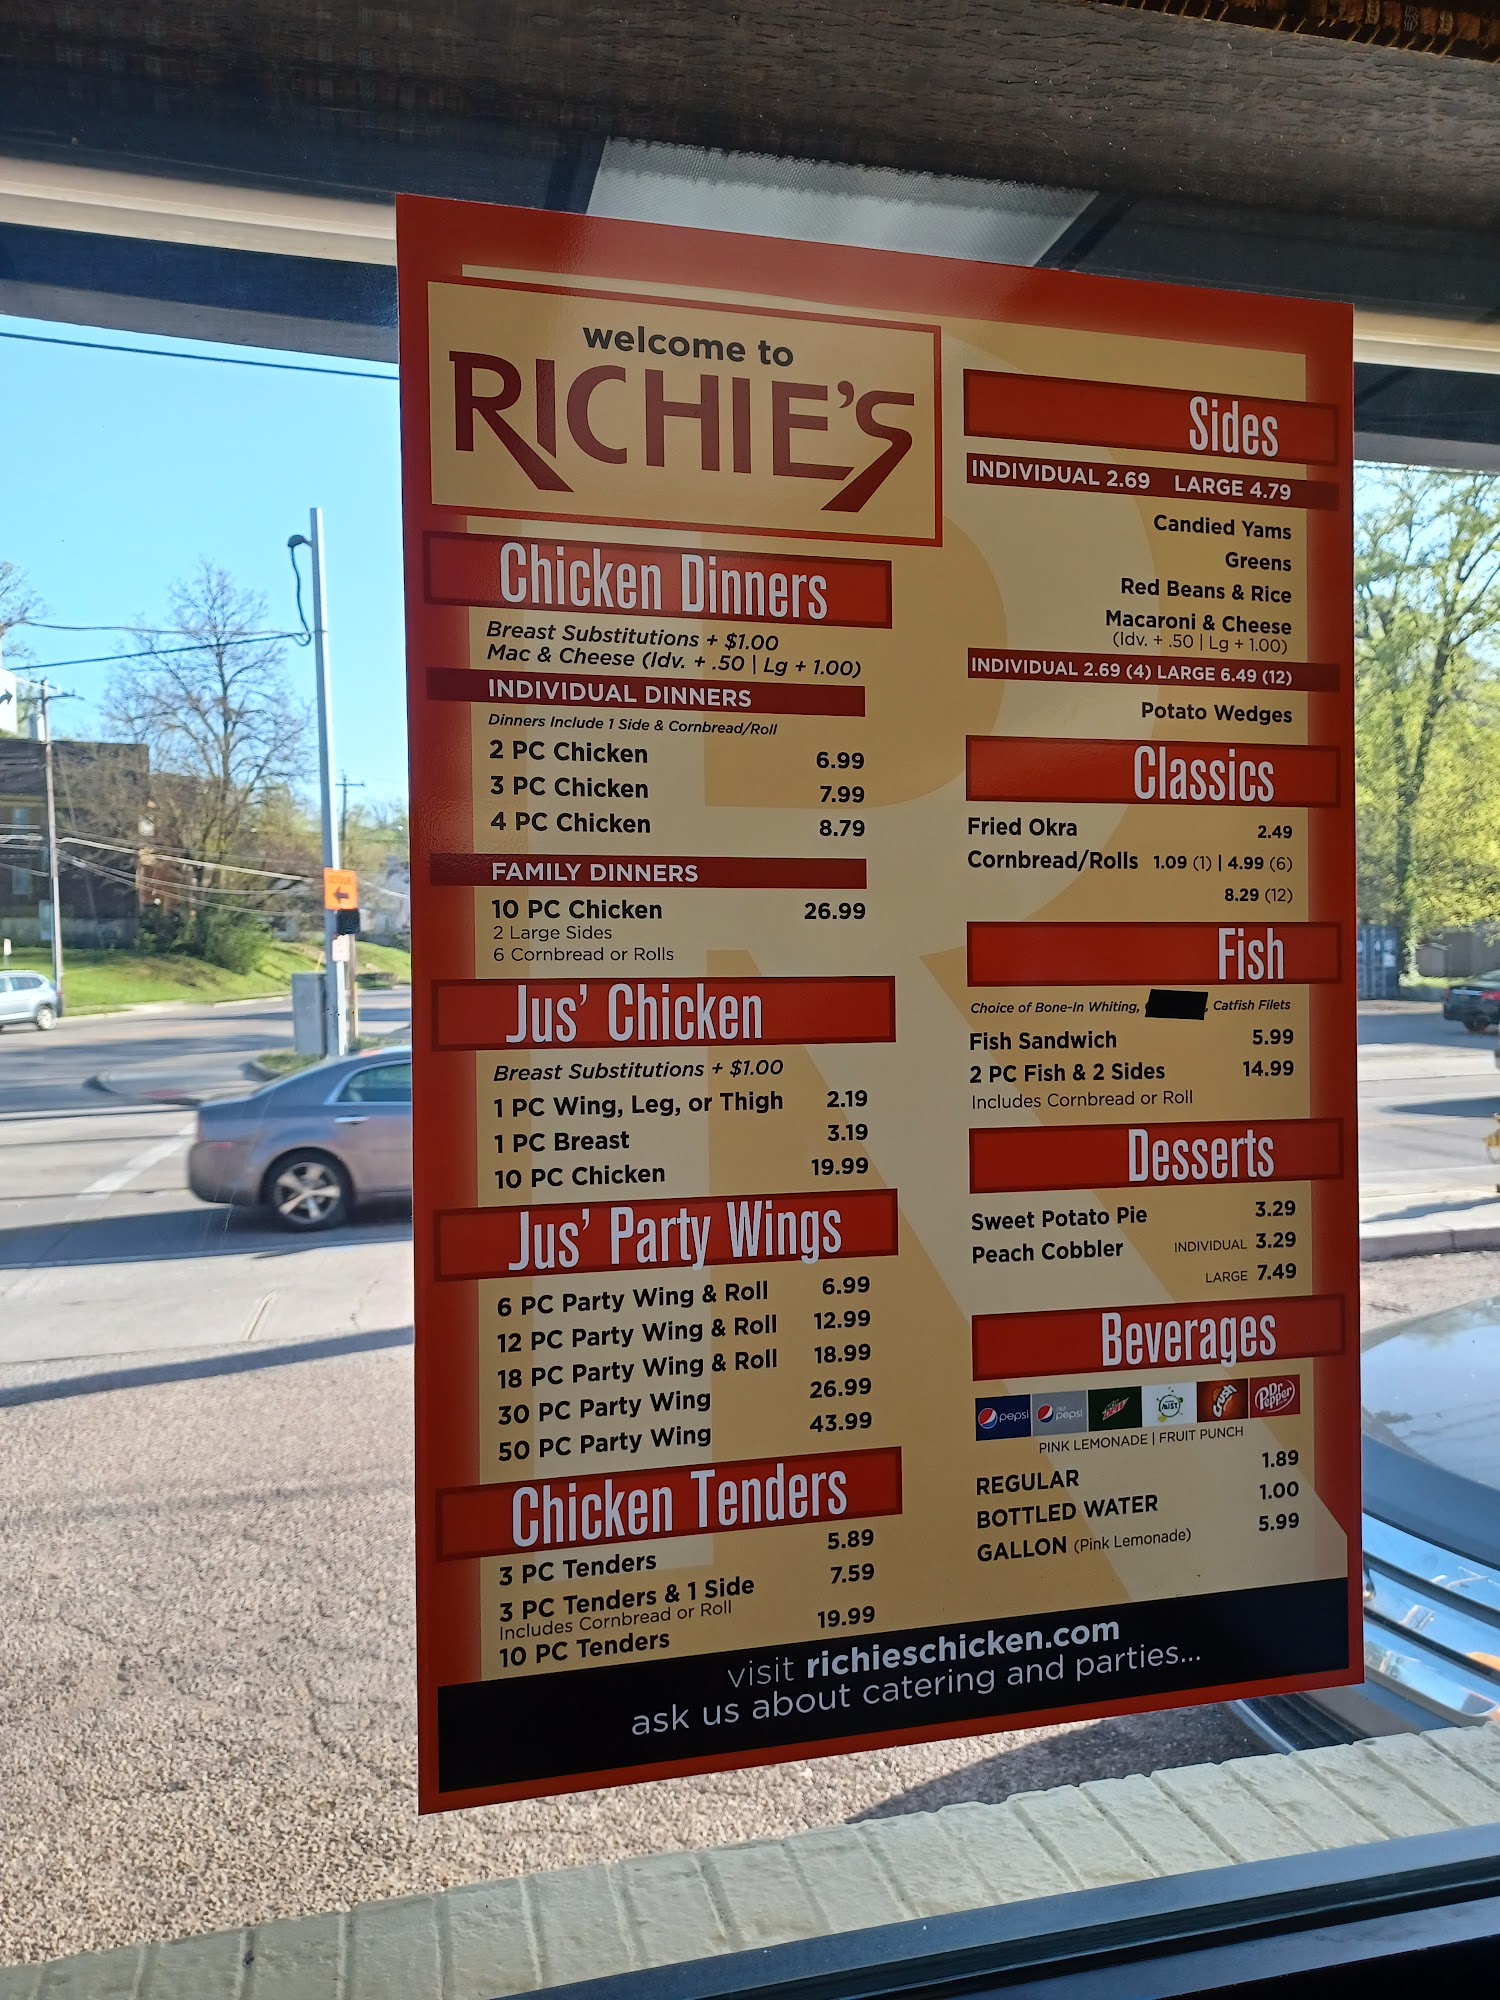 welcome to
RICHIE'S
Chicken Dinners
Breast Substitutions + $1.00
Mac & Cheese (Idv. + .50 | Lg + 1.00)
INDIVIDUAL DINNERS
Dinners Include 1 Side & Cornbread/Roll
2 PC Chicken 6.99
3 PC Chicken 7.99
4 PC Chicken 8.79
FAMILY DINNERS
10 PC Chicken 26.99
2 Large Sides
6 Cornbread or Rolls
Jus' Chicken
Breast Substitutions + $1.00
1 PC Wing, Leg, or Thigh 2.19
1 PC Breast 3.19
10 PC Chicken 19.99
Jus' Party Wings
6 PC Party Wing & Roll 6.99
12 PC Party Wing & Roll 12.99
18 PC Party Wing & Roll 18.99
30 PC Party Wing 26.99
50 PC Party Wing 43.99
Chicken Tenders
3 PC Tenders 5.89
3 PC Tenders & 1 Side 7.59
Includes Cornbread or Roll
10 PC Tenders 19.99
Sides
INDIVIDUAL 2.69 LARGE 4.79
Candied Yams
Greens
Red Beans & Rice
Macaroni & Cheese
(Idv. + .50 | Lg + 1.00)
INDIVIDUAL 2.69 (4) LARGE 6.49 (12)
Potato Wedges
Classics
Fried Okra 2.49
Cornbread/Rolls 1.09 (1) | 4.99 (6)
8.29 (12)
Fish
Choice of Bone-In Whiting, , Catfish Filets
Fish Sandwich 5.99
2 PC Fish & 2 Sides 14.99
Includes Cornbread or Roll
Desserts
Sweet Potato Pie 3.29
Peach Cobbler INDIVIDUAL 3.29
LARGE 7.49
Beverages
pepsi pepsi MIST Crush Dr Pepper
PINK LEMONADE | FRUIT PUNCH
REGULAR 1.89
BOTTLED WATER 1.00
GALLON (Pink Lemonade) 5.99
visit richieschicken.com
ask us about catering and parties...